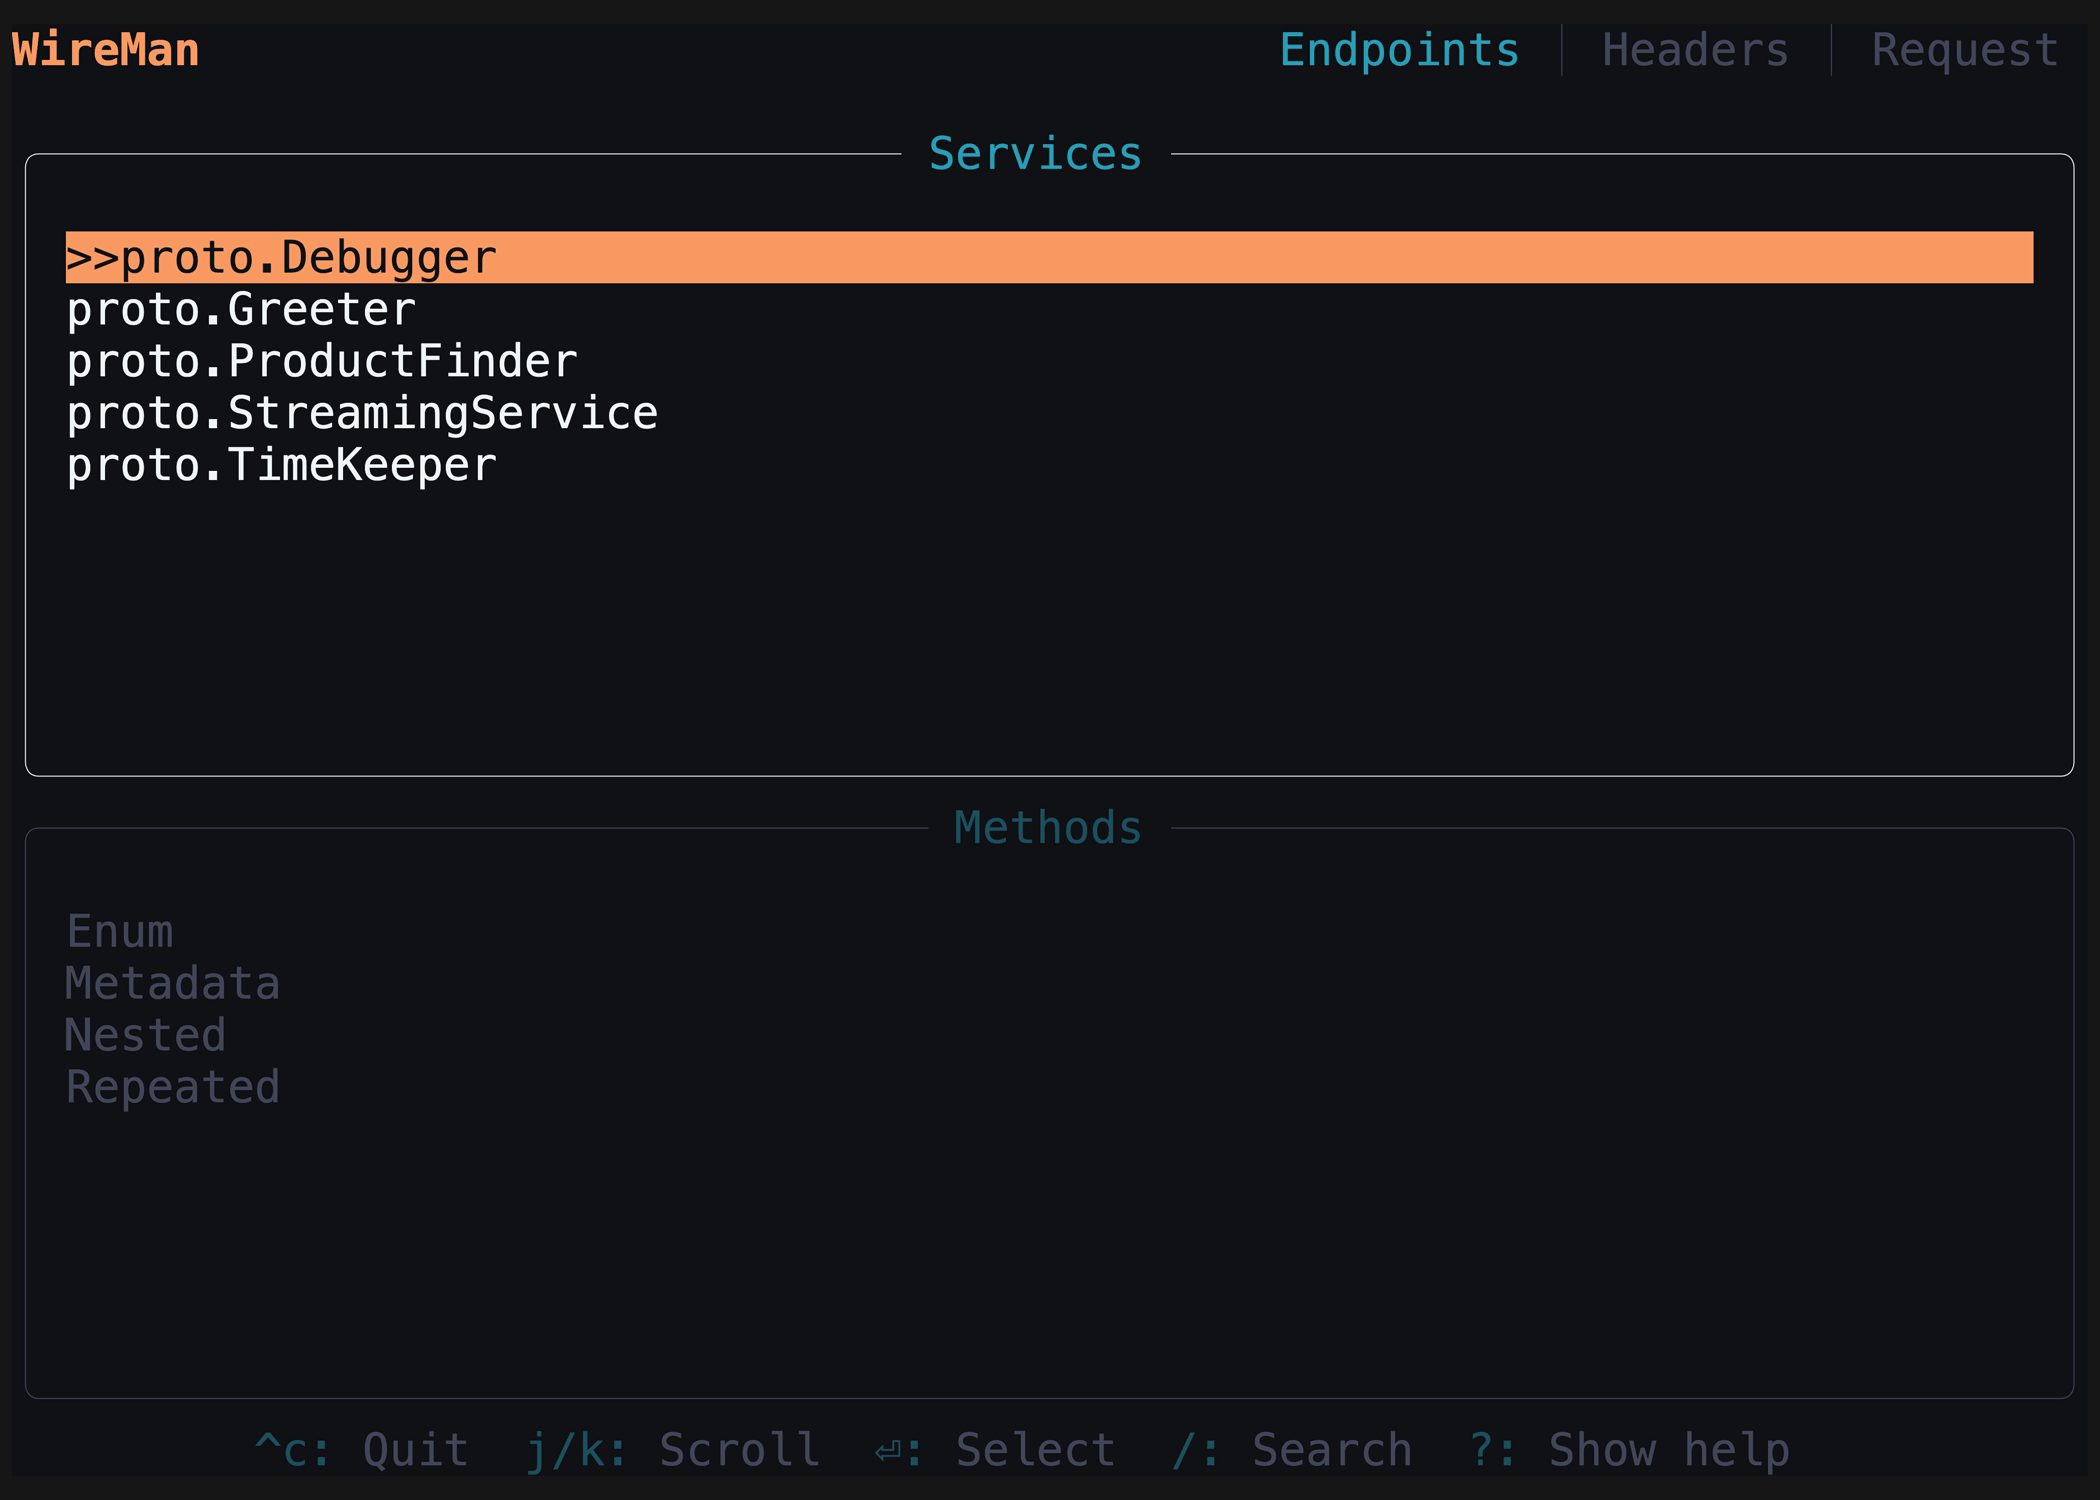 WireMan Endpoints Headers Request
Services
>>proto.Debugger
proto.Greeter
proto.ProductFinder
proto.StreamingService
proto.TimeKeeper
Methods
Enum
Metadata
Nested
Repeated
^c: Quit j/k: Scroll ⏎: Select /: Search ?: Show help